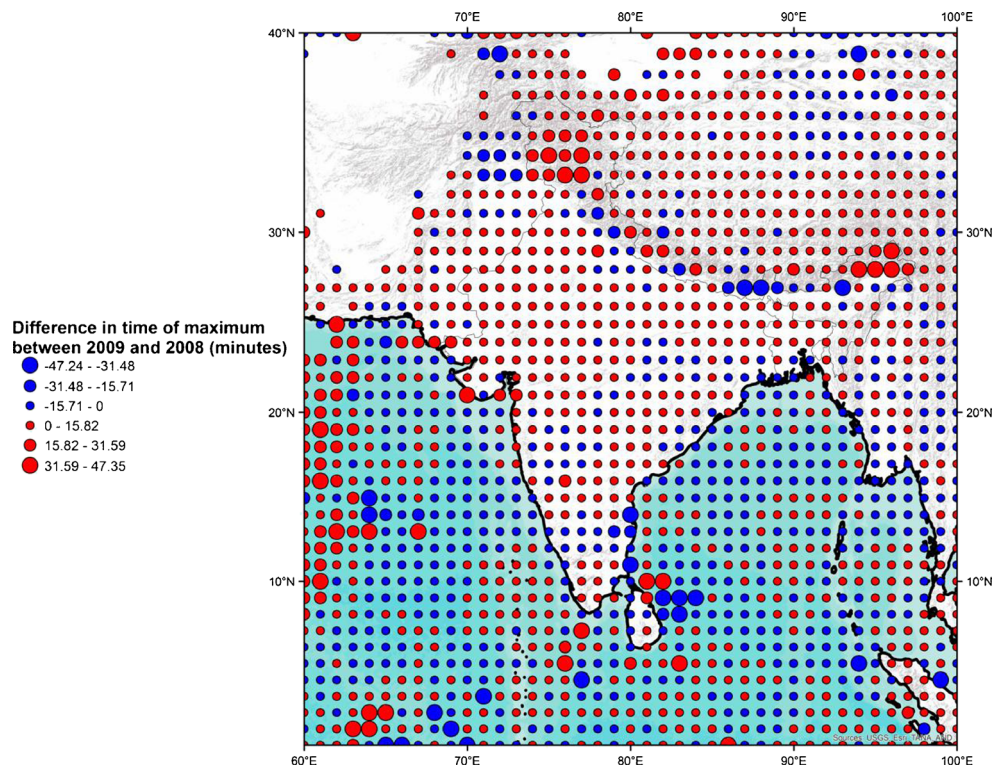 70°E 80°E 90°E 100°E
40°N
30°N 30°N
Difference in time of maximum
between 2009 and 2008 (minutes)
-47.24 - -31.48
-31.48 - -15.71
-15.71 - 0
0 - 15.82
15.82 - 31.59
31.59 - 47.35
20°N 20°N
10°N 10°N
Sources: USGS, Esri, TANA, AND
60°E 70°E 80°E 90°E 100°E